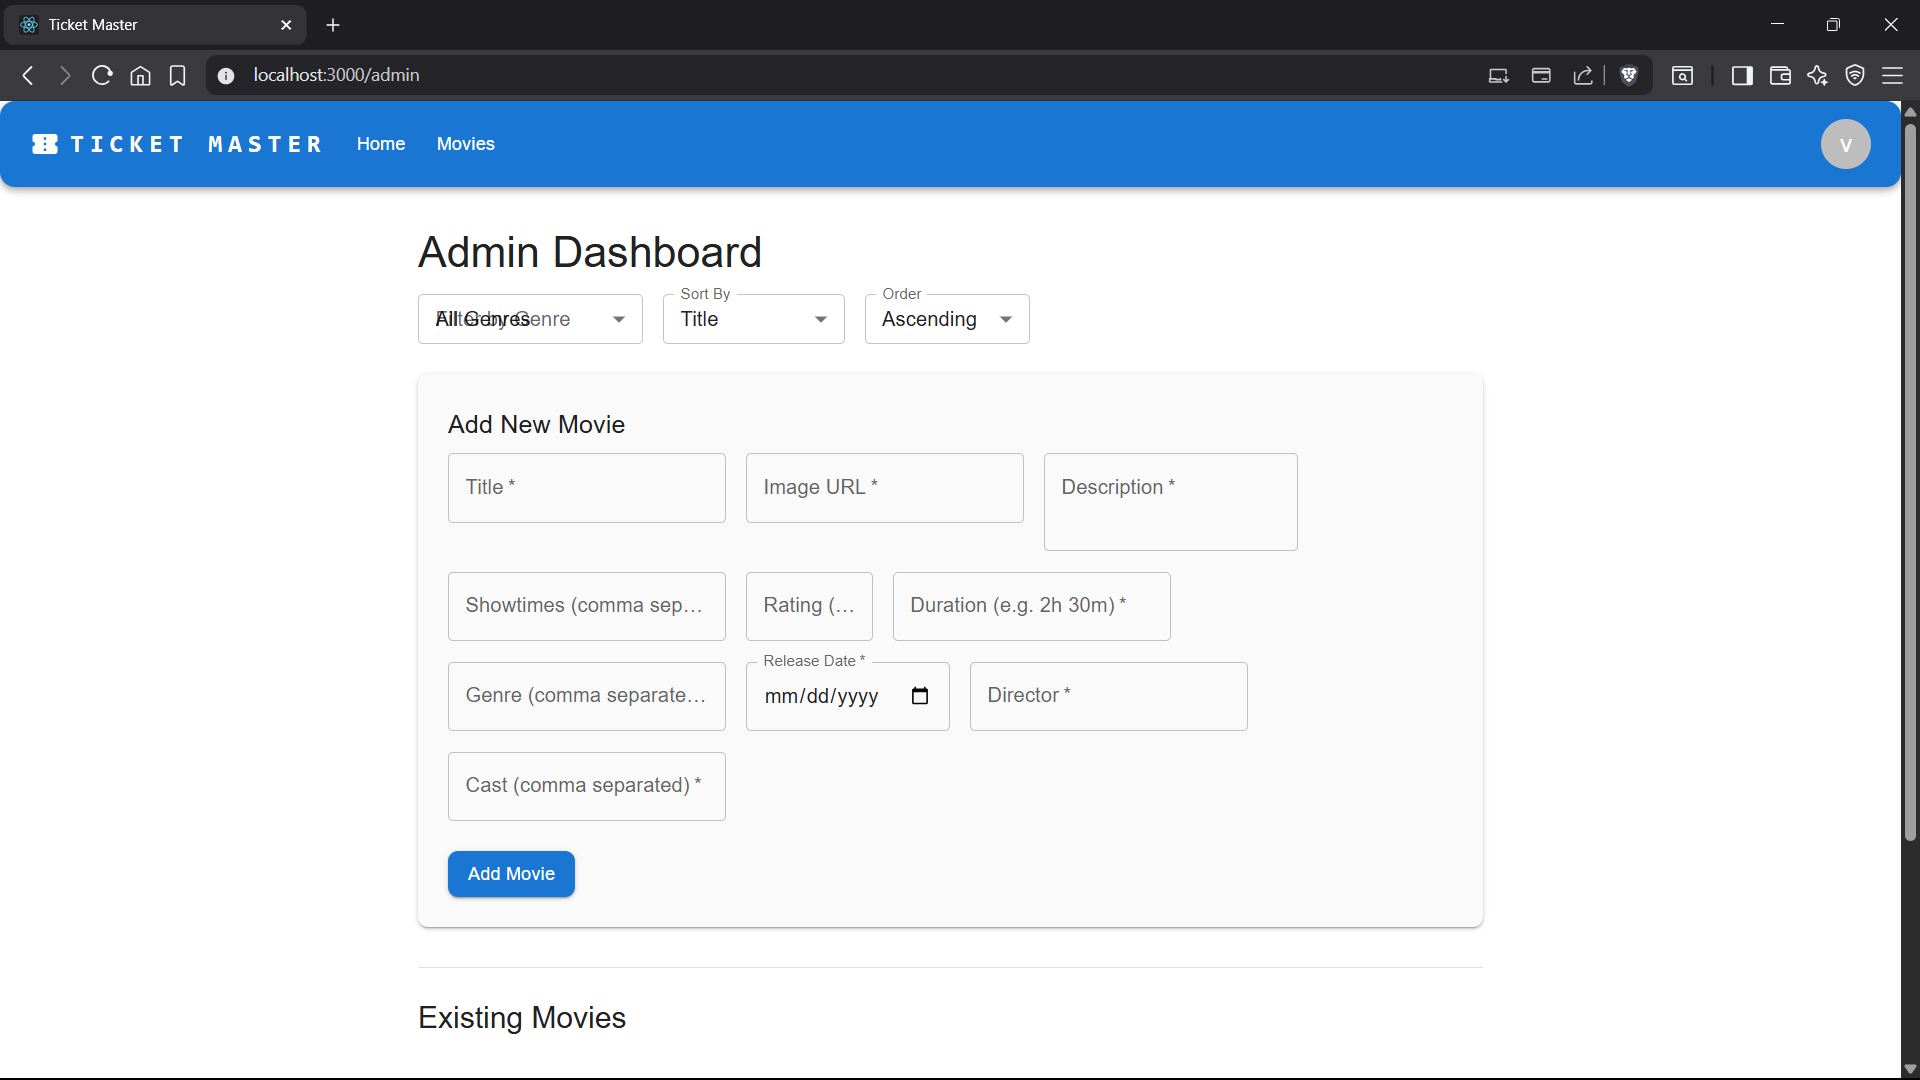 Ticket Master
localhost:3000/admin
TICKET MASTER Home Movies V
Admin Dashboard
Sort By Order
All Genres Filter by Genre Title Ascending
Add New Movie
Title * Image URL * Description *
Showtimes (comma sep... Rating (... Duration (e.g. 2h 30m) *
Release Date *
Genre (comma separate... mm/dd/yyyy Director *
Cast (comma separated) *
Add Movie
Existing Movies